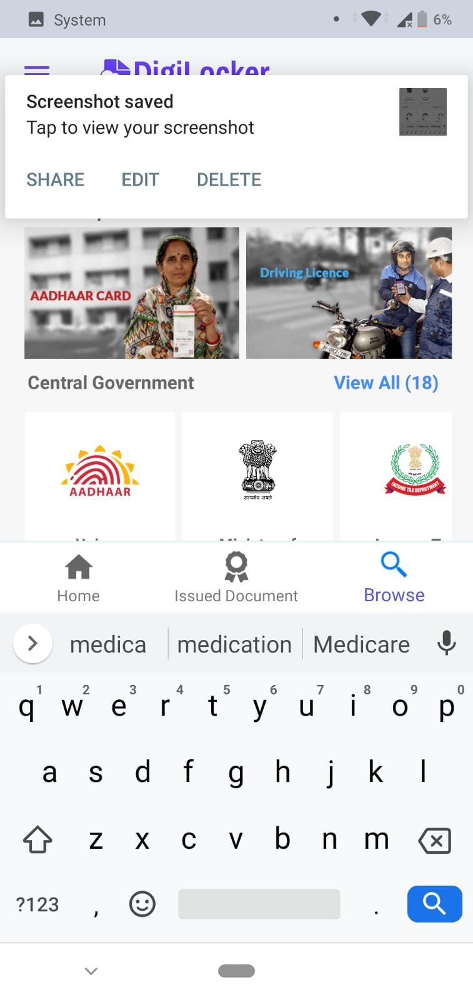 System
6%
DigiLocker
Screenshot saved
Tap to view your screenshot
SHARE EDIT DELETE
AADHAAR CARD
Driving Licence
Central Government View All (18)
AADHAAR
सत्यमेव जयते
INCOME TAX DEPARTMENT
Home Issued Document Browse
medica medication Medicare
1 2 3 4 5 6 7 8 9 0
q w e r t y u i o p
a s d f g h j k l
z x c v b n m
?123 , .